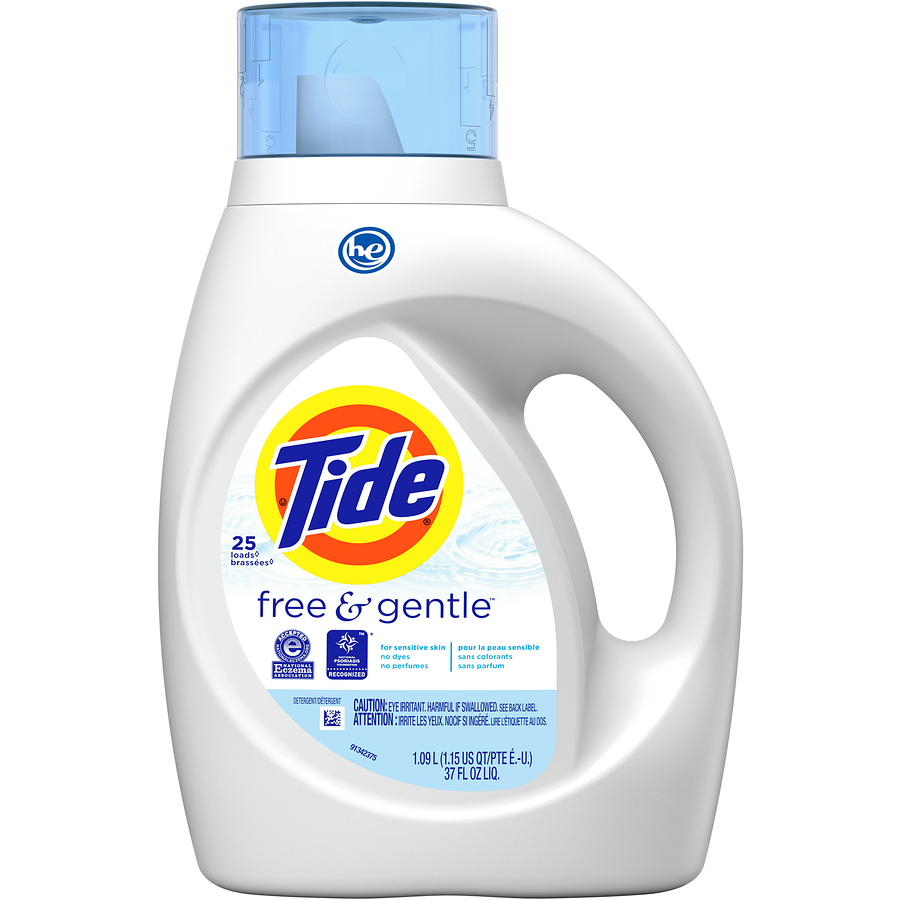 he
Tide
25
loads◊
brassées◊
free & gentle™
ACCEPTED
e
NATIONAL
Eczema
ASSOCIATION
™
NATIONAL
PSORIASIS
FOUNDATION
RECOGNIZED
for sensitive skin
no dyes
no perfumes
pour la peau sensible
sans colorants
sans parfum
DETERGENT/DÉTERGENT
CAUTION: EYE IRRITANT. HARMFUL IF SWALLOWED. SEE BACK LABEL.
ATTENTION : IRRITE LES YEUX. NOCIF SI INGÉRÉ. LIRE L'ÉTIQUETTE AU DOS.
91342375
1.09 L (1.15 US QT/PTE É.-U.)
37 FL OZ LIQ.